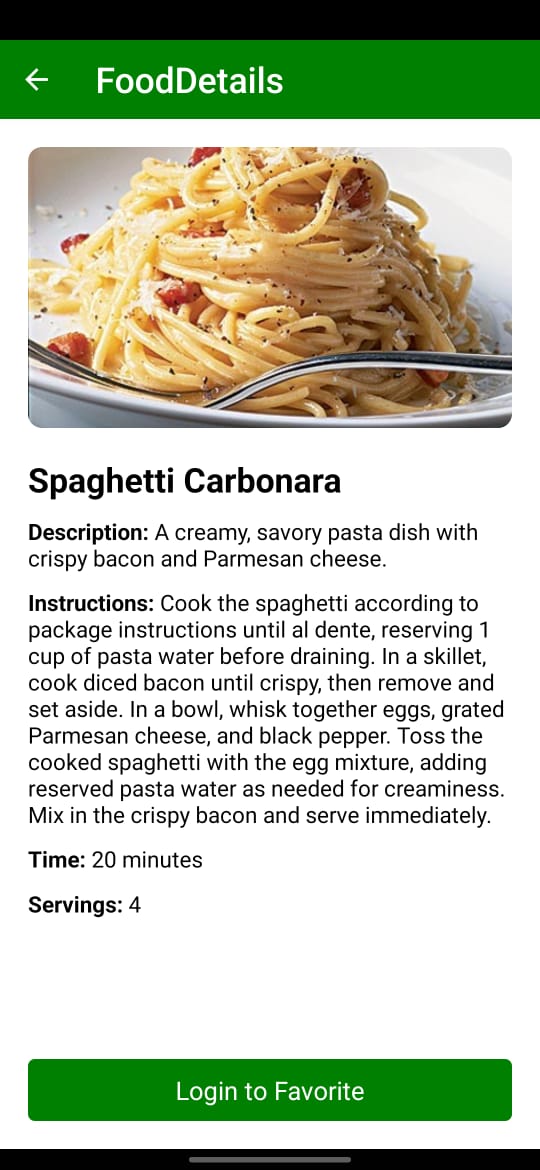 FoodDetails
Spaghetti Carbonara
Description: A creamy, savory pasta dish with
crispy bacon and Parmesan cheese.
Instructions: Cook the spaghetti according to
package instructions until al dente, reserving 1
cup of pasta water before draining. In a skillet,
cook diced bacon until crispy, then remove and
set aside. In a bowl, whisk together eggs, grated
Parmesan cheese, and black pepper. Toss the
cooked spaghetti with the egg mixture, adding
reserved pasta water as needed for creaminess.
Mix in the crispy bacon and serve immediately.
Time: 20 minutes
Servings: 4
Login to Favorite